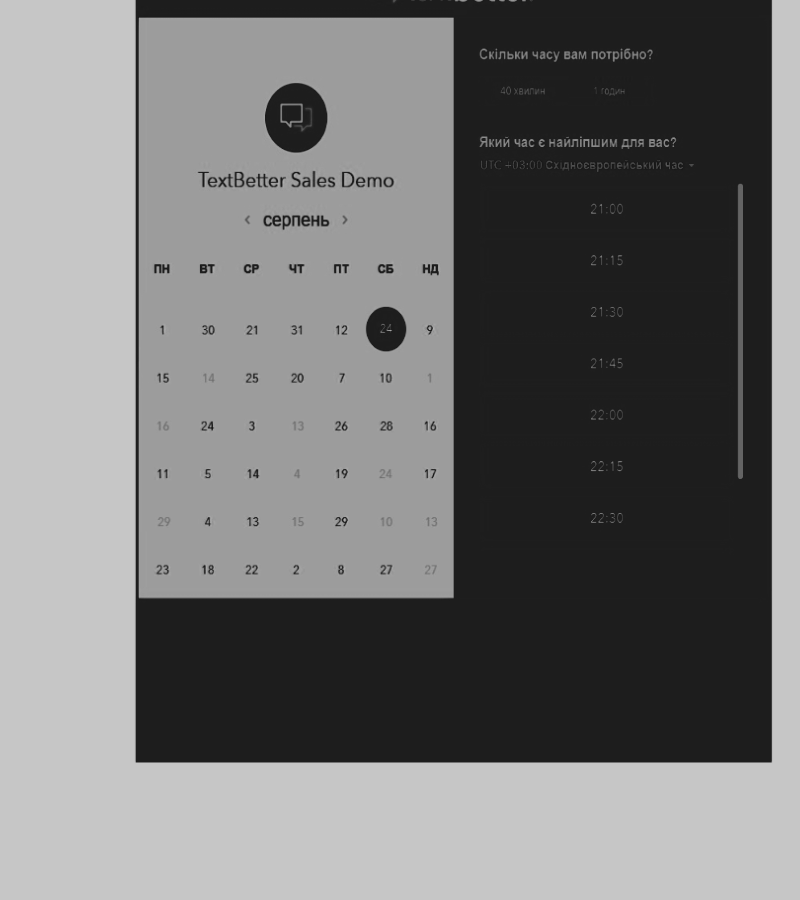 TextBetter Sales Demo
‹ серпень ›
ПН ВТ СР ЧТ ПТ СБ НД
1 30 21 31 12 24 9
15 14 25 20 7 10 1
16 24 3 13 26 28 16
11 5 14 4 19 24 17
29 4 13 15 29 10 13
23 18 22 2 8 27 27
Скільки часу вам потрібно?
40 хвилин 1 годин
Який час є найліпшим для вас?
UTC +03:00 Східноєвропейський час
21:00
21:15
21:30
21:45
22:00
22:15
22:30